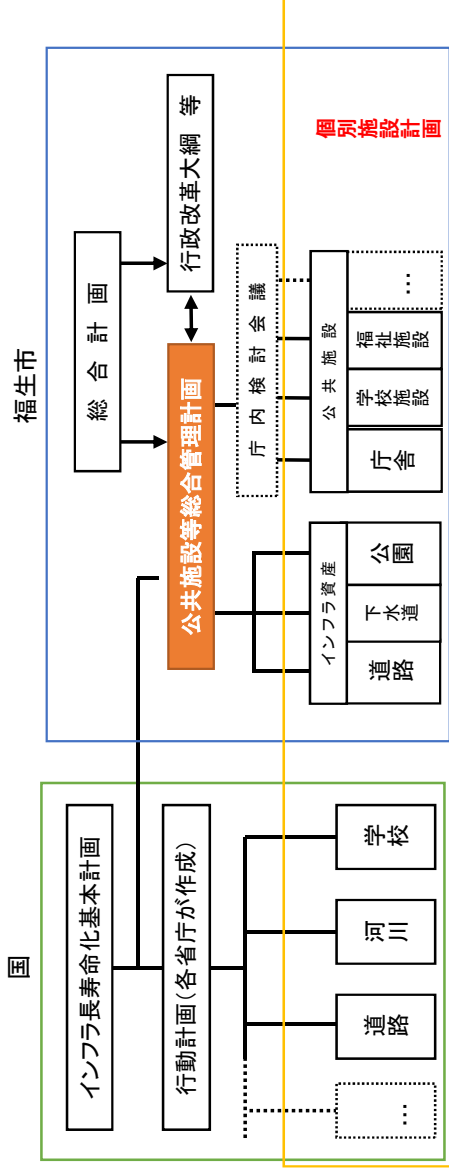 国
インフラ長寿命化基本計画
行動計画（各省庁が作成）
…
道路
河川
学校
福生市
総合計画
公共施設等総合管理計画
行政改革大綱 等
庁内検討会議
インフラ資産
道路
下水道
公園
公共施設
庁舎
学校施設
福祉施設
…
個別施設計画